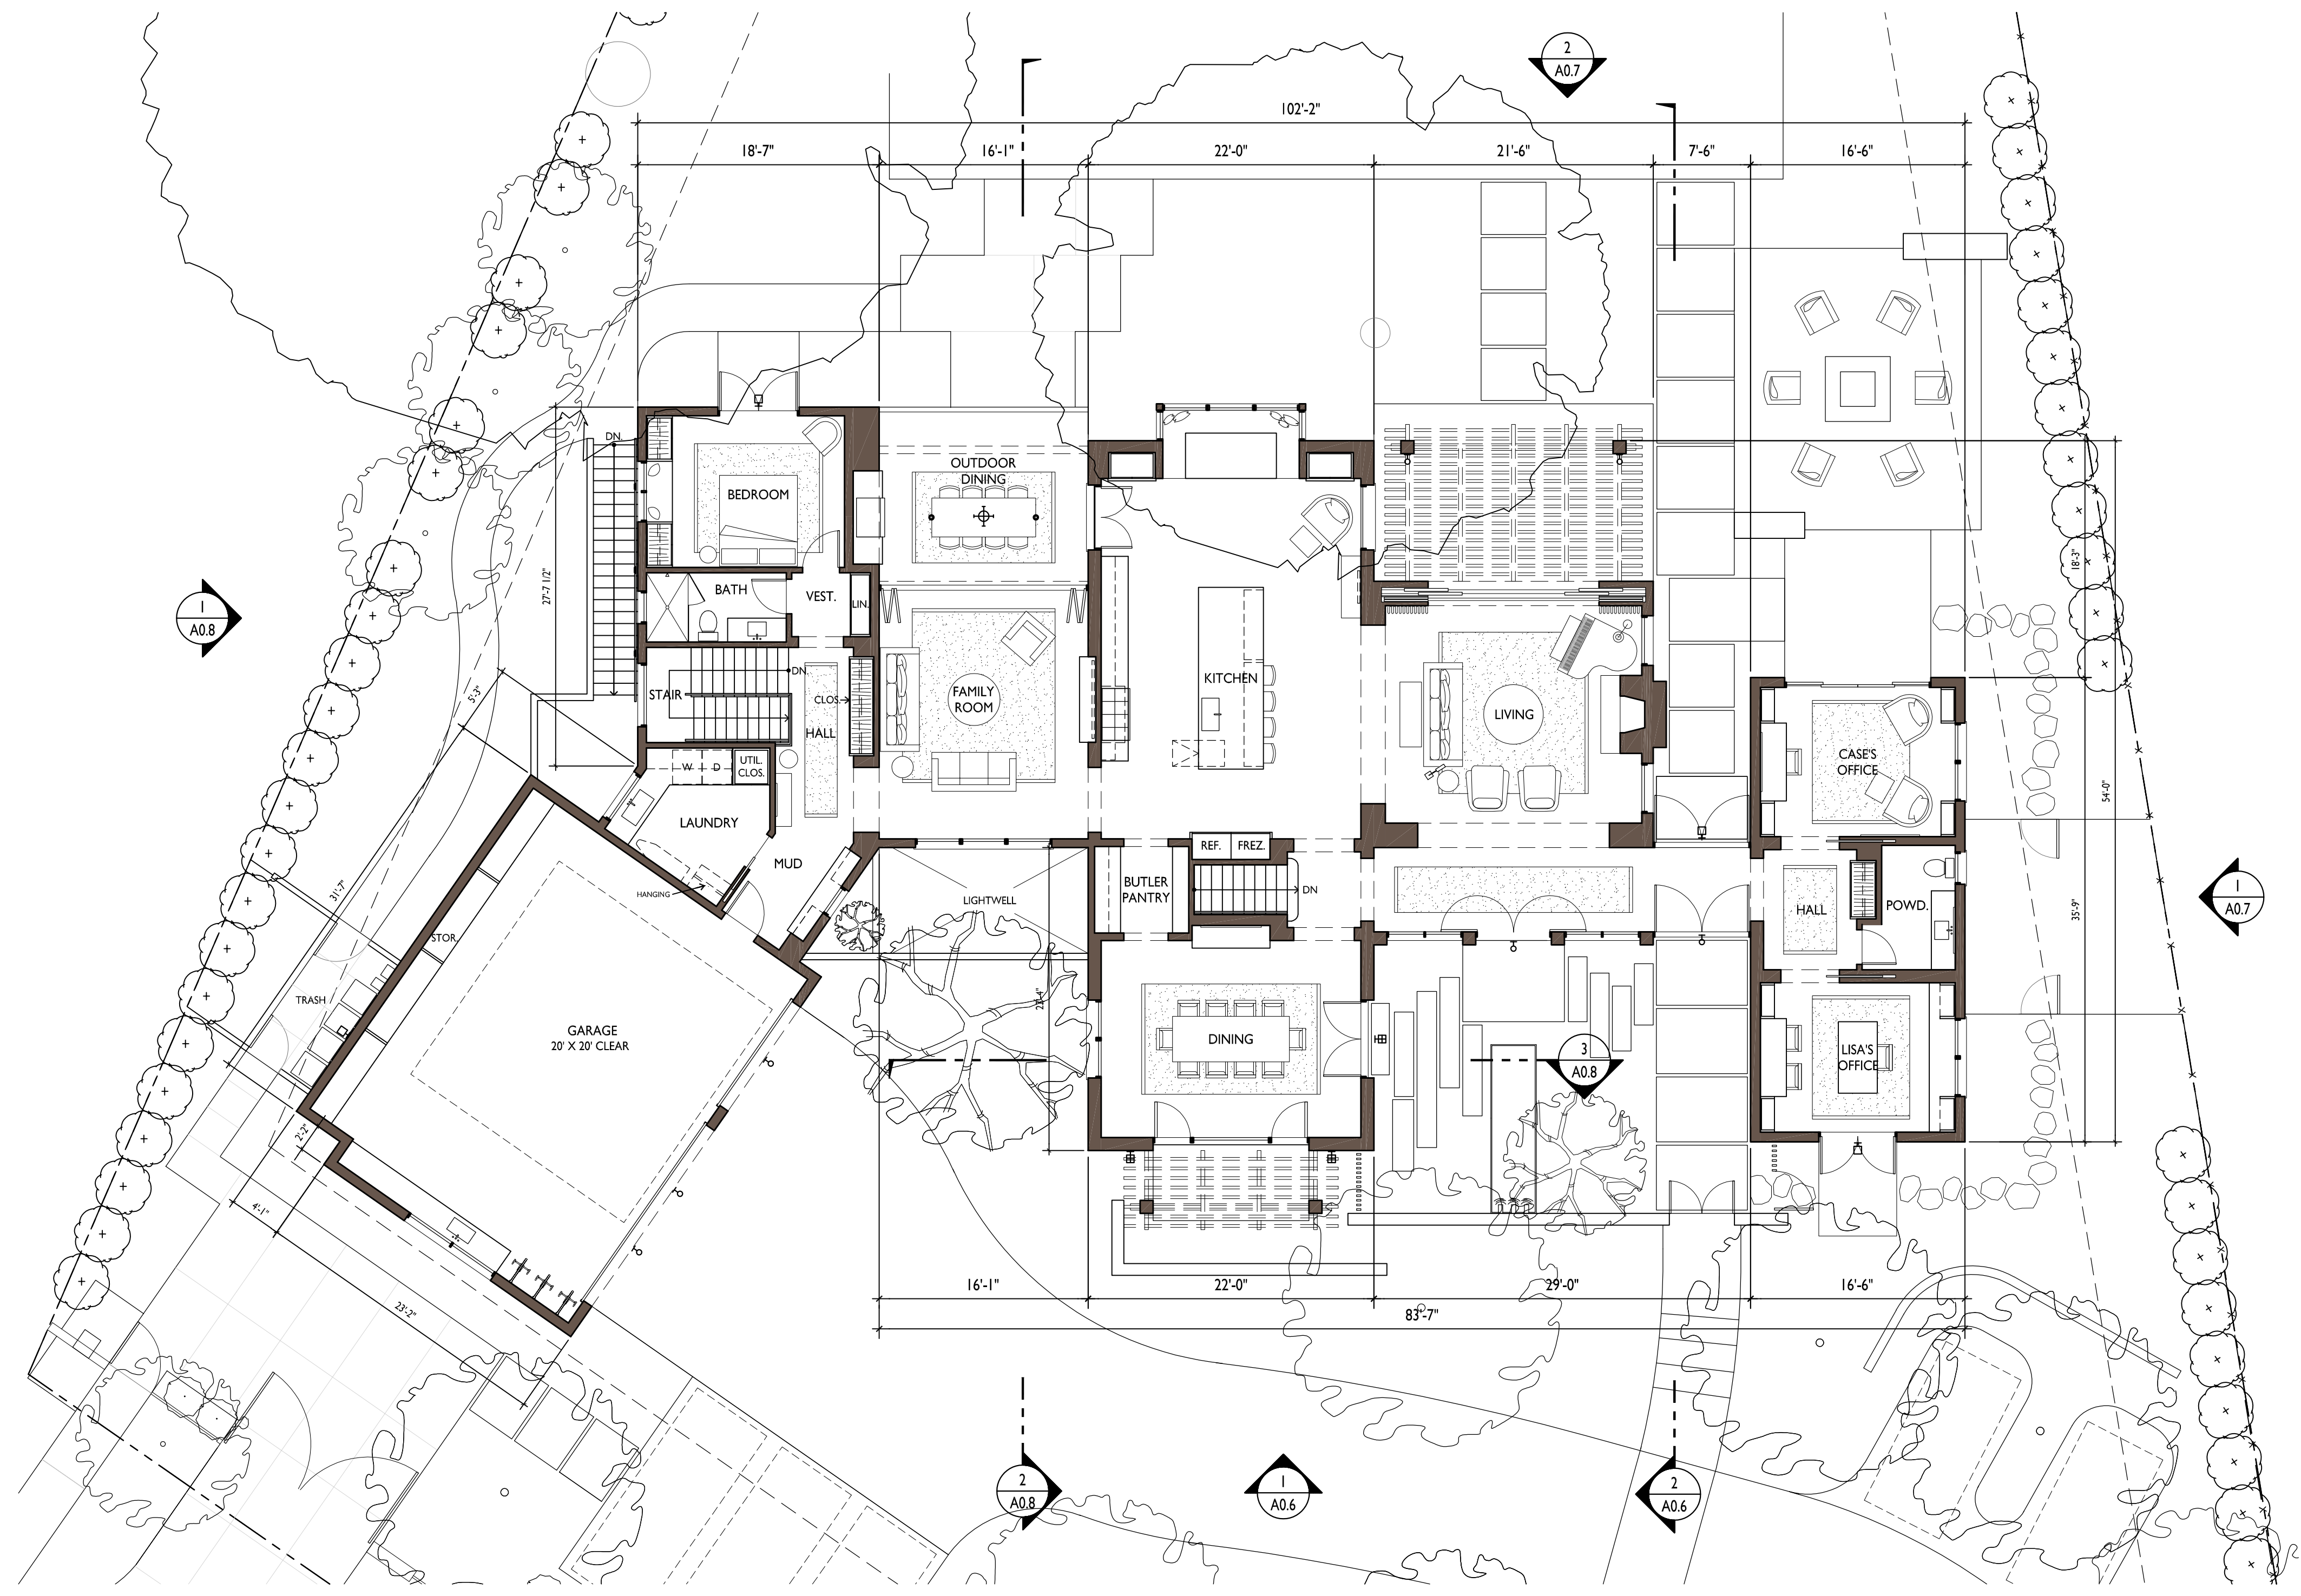 2
A0.7
102'-2"
18'-7"
16'-1"
22'-0"
21'-6"
7'-6"
16'-6"
DN.
OUTDOOR
DINING
BEDROOM
18'-3"
27'-7 1/2"
BATH
VEST.
LIN.
1
A0.8
STAIR
DN.
CLOS.
HALL
FAMILY
ROOM
KITCHEN
LIVING
5'-3"
W
D
UTIL.
CLOS.
CASE'S
OFFICE
54'-0"
LAUNDRY
MUD
REF.
FREZ.
HANGING
LIGHTWELL
BUTLER
PANTRY
DN
HALL
POWD.
35'-9"
1
A0.7
31'-7"
STOR.
TRASH
GARAGE
20' X 20' CLEAR
DINING
3
A0.8
LISA'S
OFFICE
2'-2"
4'-1"
23'-2"
16'-1"
22'-0"
29'-0"
16'-6"
83'-7"
2
A0.8
1
A0.6
2
A0.6